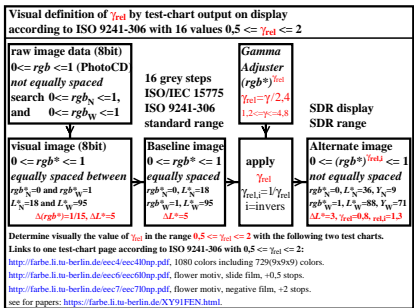 Visual definition of γrel by test-chart output on display
according to ISO 9241-306 with 16 values 0,5 <= γrel <= 2
raw image data (8bit)
0<= rgb <=1 (PhotoCD)
not equally spaced
search 0<= rgbN <=1,
and 0<= rgbW <=1
16 grey steps
ISO/IEC 15775
ISO 9241-306
standard range
Gamma
Adjuster
(rgb*)γrel
γrel=γ/2,4
1,2<=γ<=4,8
SDR display
SDR range
visual image (8bit)
0 <= rgb* <= 1
equally spaced between
rgb*N=0 and rgb*W=1
L*N=18 and L*W=95
Δ(rgb*)=1/15, ΔL*=5
Baseline image
0 <= rgb* <= 1
equally spaced
rgb*N=0, L*N=18
rgb*W=1, L*W=95
ΔL*=5
apply
γrel
γrel,i=1/γrel
i=invers
Alternate image
0 <= (rgb*)γrel,i <= 1
not equally spaced
rgb*N=0, L*N=36, YN=9
rgb*W=1, L*W=88, YW=71
ΔL*=3, γrel=0,8, rel,i=1,3
Determine visually the value of γrel in the range 0,5 <= γrel <= 2 with the following two test charts.
Links to one test-chart page according to ISO 9241-306 with 0,5 <= γrel <= 2:
http://farbe.li.tu-berlin.de/eec4/eec4l0np.pdf, 1080 colors including 729(9x9x9) colors.
http://farbe.li.tu-berlin.de/eec6/eec6l0np.pdf, flower motiv, slide film, +0,5 stops.
http://farbe.li.tu-berlin.de/eec7/eec7l0np.pdf, flower motiv, negative film, +2 stops.
see for papers: https://farbe.li.tu-berlin.de/XY91FEN.html.